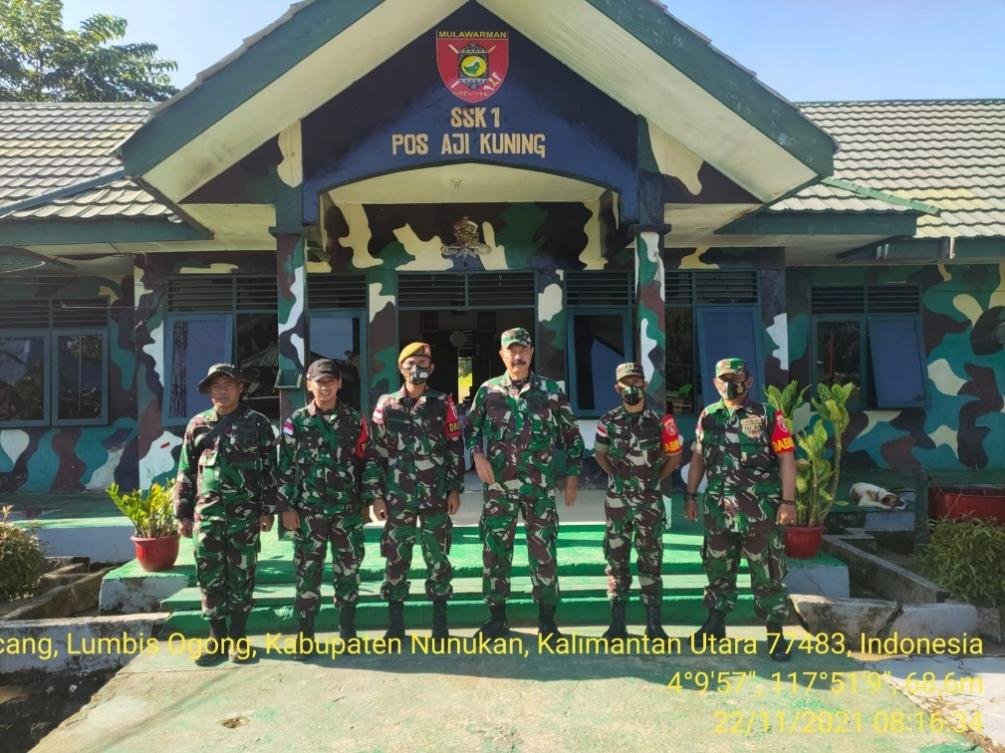 MULAWARMAN
SSK 1
POS AJI KUNING
cang, Lumbis Ogong, Kabupaten Nunukan, Kalimantan Utara 77483, Indonesia
4°9'57", 117°51'9", 68,6m
22/11/2021 08:16:34